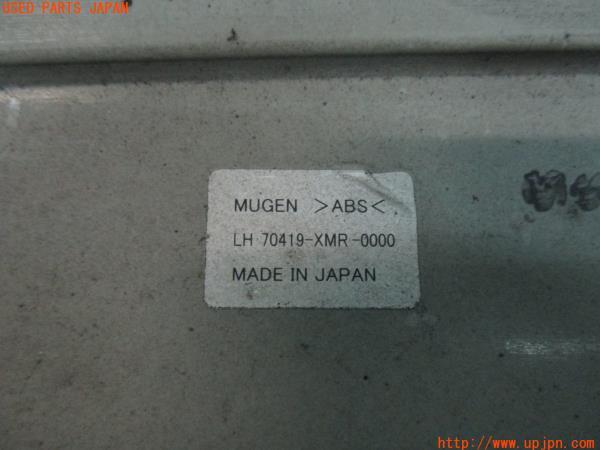 USED PARTS JAPAN
MUGEN >ABS<
LH 70419-XMR-0000
MADE IN JAPAN
http://www.upjpn.com